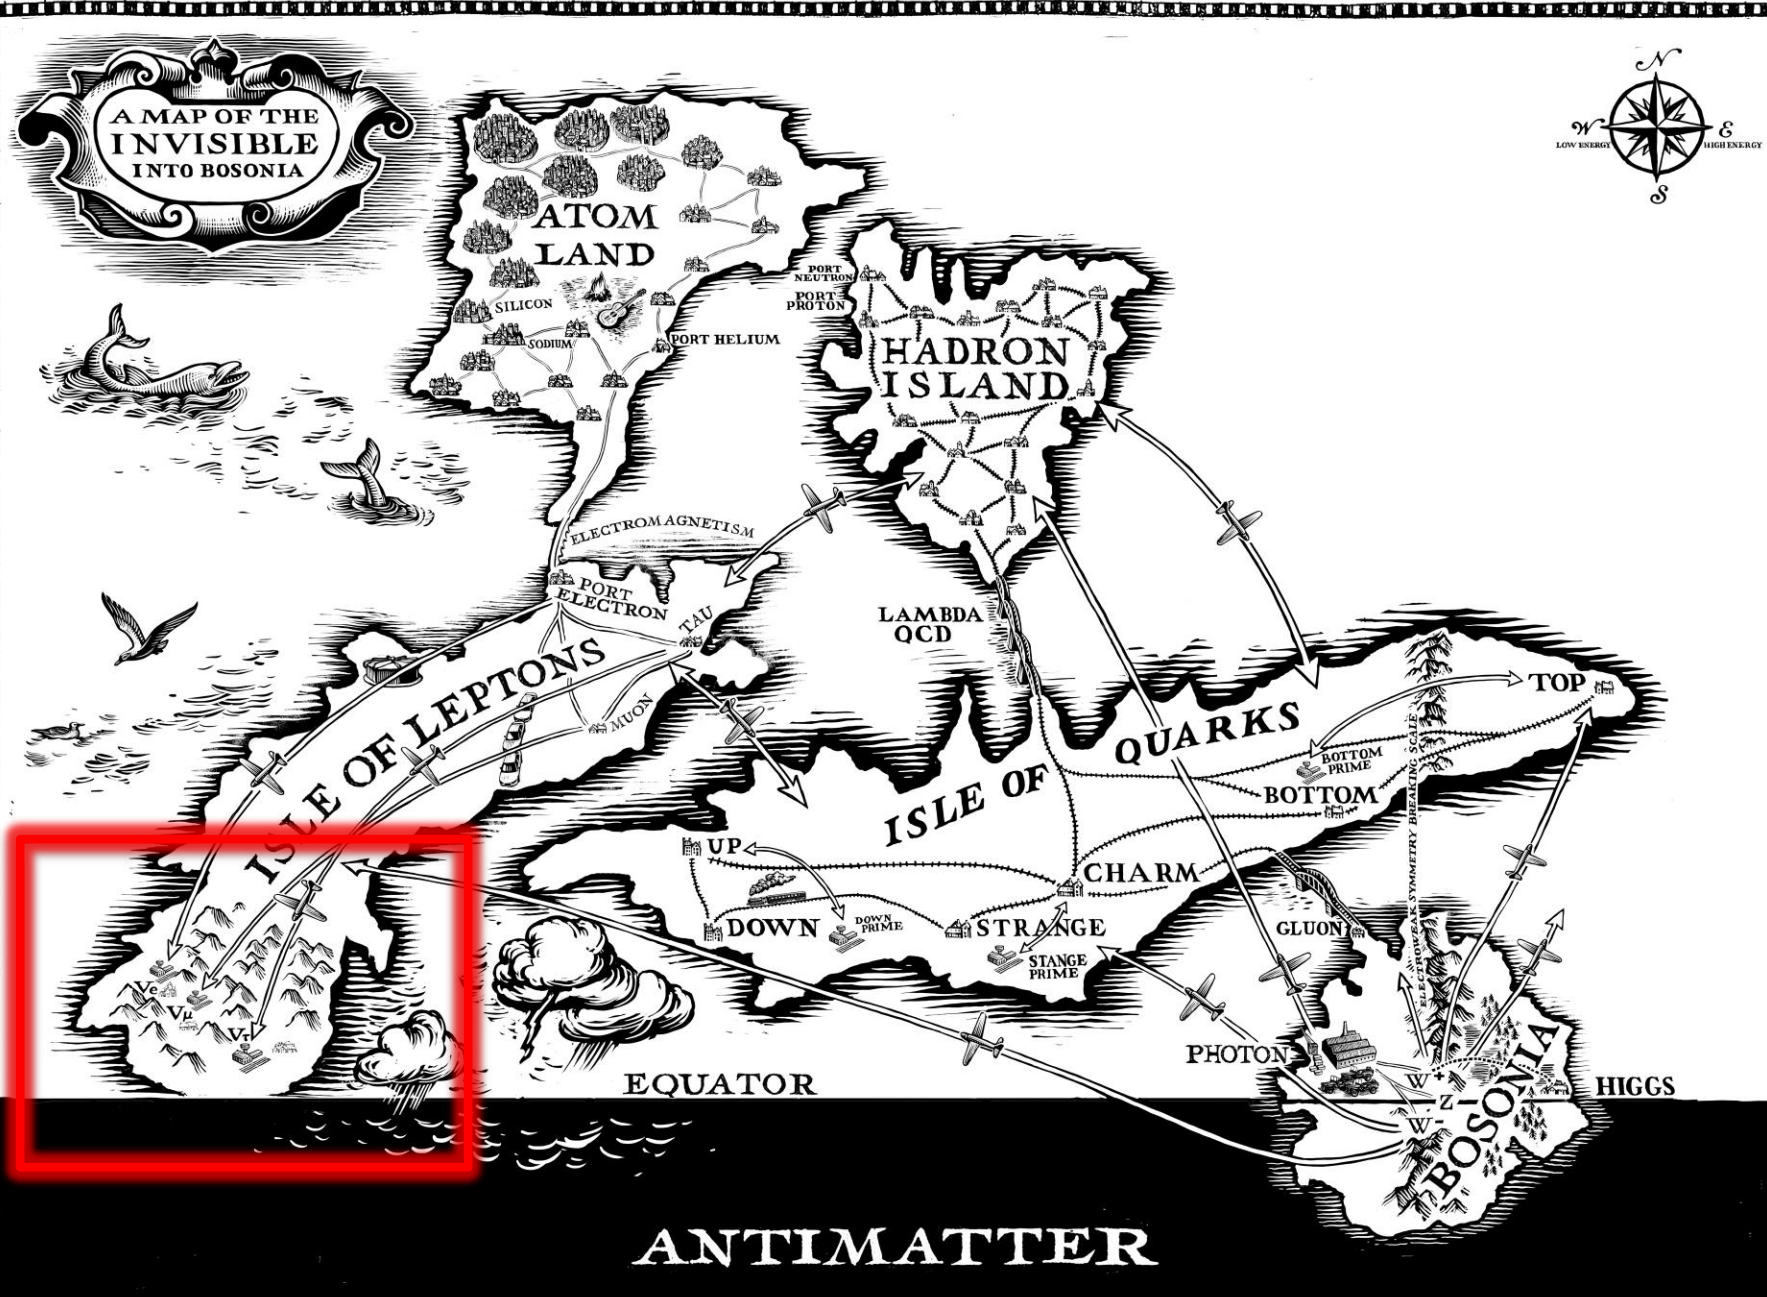 A MAP OF THE
INVISIBLE
INTO BOSONIA
N
W
E
LOW ENERGY
HIGH ENERGY
S
ATOM
LAND
SILICON
SODIUM
PORT HELIUM
PORT
NEUTRON
PORT
PROTON
HADRON
ISLAND
ELECTROMAGNETISM
PORT
ELECTRON
TAU
MUON
ISLE OF LEPTONS
LAMBDA
QCD
ISLE OF QUARKS
TOP
BOTTOM
PRIME
BOTTOM
ELECTROWEAK SYMMETRY BREAKING SCALE
UP
CHARM
DOWN
DOWN
PRIME
STRANGE
STANGE
PRIME
GLUON
Ve
Vμ
Vτ
PHOTON
W+
Z
W-
BOSONIA
HIGGS
EQUATOR
ANTIMATTER